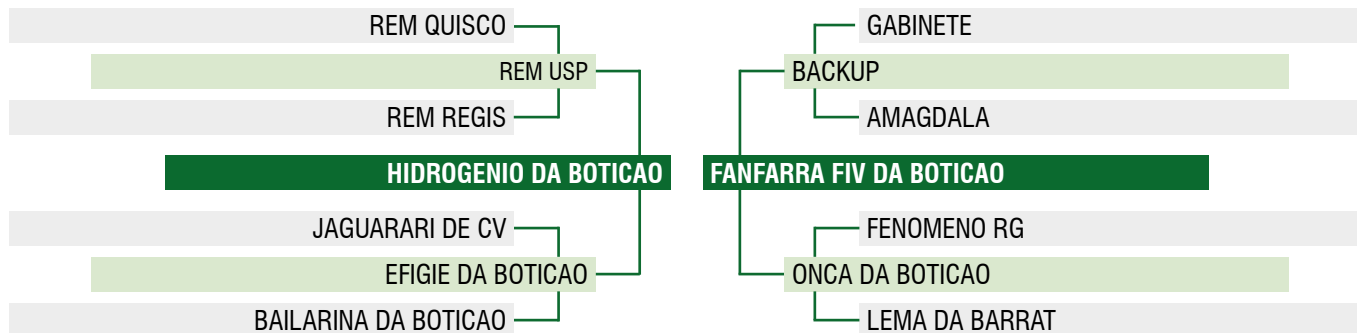 REM QUISCO
GABINETE
REM USP
BACKUP
REM REGIS
AMAGDALA
HIDROGENIO DA BOTICAO
FANFARRA FIV DA BOTICAO
JAGUARARI DE CV
FENOMENO RG
EFIGIE DA BOTICAO
ONCA DA BOTICAO
BAILARINA DA BOTICAO
LEMA DA BARRAT